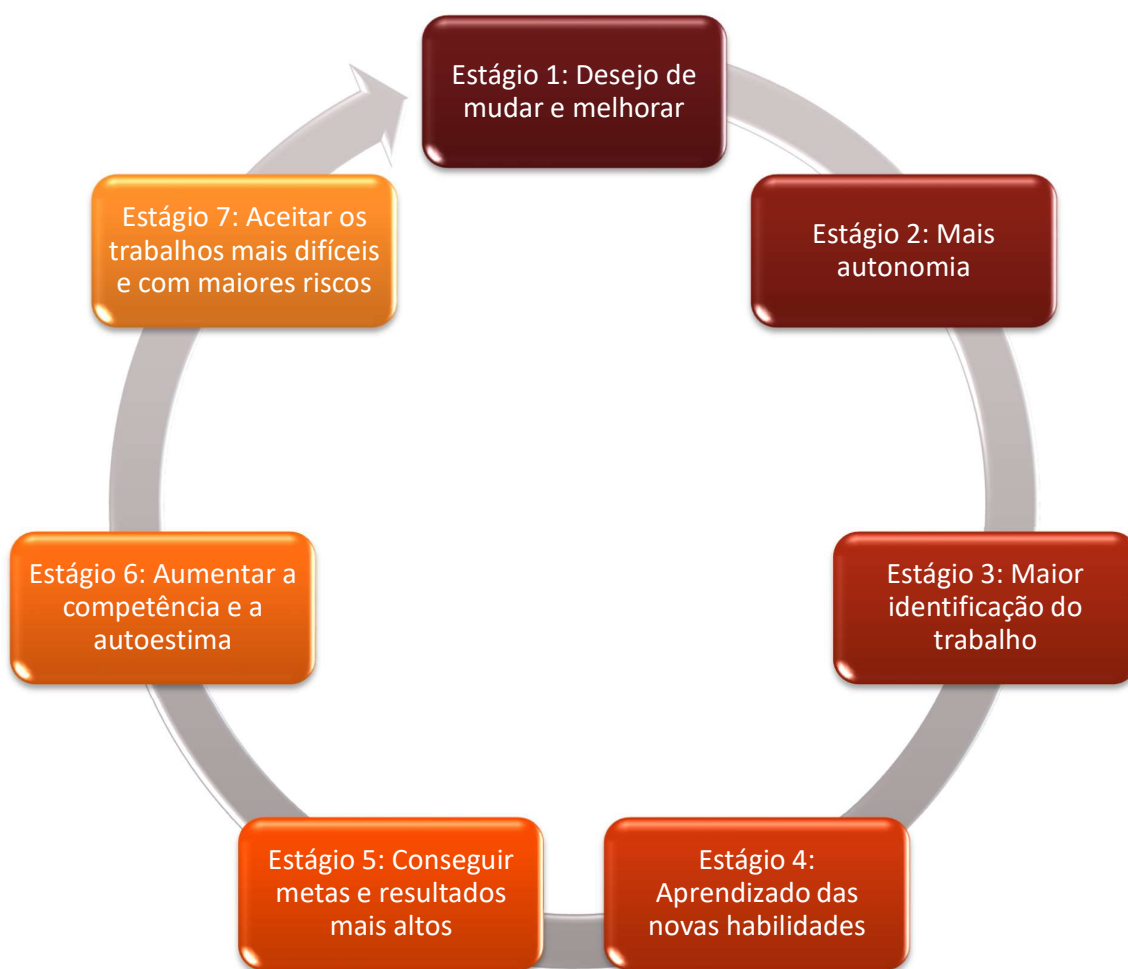 Estágio 1: Desejo de
mudar e melhorar
Estágio 2: Mais
autonomia
Estágio 3: Maior
identificação do
trabalho
Estágio 4:
Aprendizado das
novas habilidades
Estágio 5: Conseguir
metas e resultados
mais altos
Estágio 6: Aumentar a
competência e a
autoestima
Estágio 7: Aceitar os
trabalhos mais difíceis
e com maiores riscos